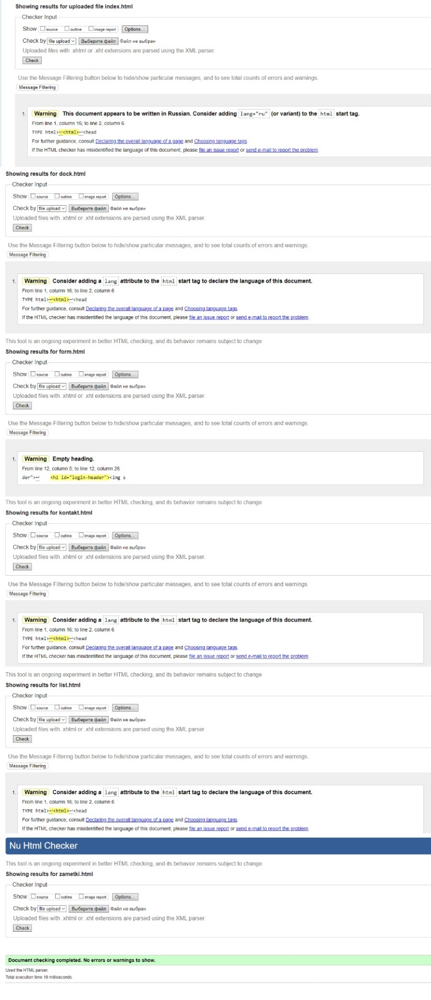 Showing results for uploaded file index.html
Checker Input
Show source outline image report Options...
Check by file upload Выберите файл Файл не выбран
Uploaded files with .xhtml or .xht extensions are parsed using the XML parser.
Check
Use the Message Filtering button below to hide/show particular messages, and to see total counts of errors and warnings.
Message Filtering
1. Warning This document appears to be written in Russian. Consider adding lang="ru" (or variant) to the html start tag.
From line 1, column 16; to line 2, column 6
TYPE html>↩<html>↩<head
For further guidance, consult Declaring the overall language of a page and Choosing language tags.
If the HTML checker has misidentified the language of this document, please file an issue report or send e-mail to report the problem.
Showing results for dock.html
Checker Input
Show source outline image report Options...
Check by file upload Выберите файл Файл не выбран
Uploaded files with .xhtml or .xht extensions are parsed using the XML parser.
Check
Use the Message Filtering button below to hide/show particular messages, and to see total counts of errors and warnings.
Message Filtering
1. Warning Consider adding a lang attribute to the html start tag to declare the language of this document.
From line 1, column 16; to line 2, column 6
TYPE html>↩<html>↩<head
For further guidance, consult Declaring the overall language of a page and Choosing language tags.
If the HTML checker has misidentified the language of this document, please file an issue report or send e-mail to report the problem.
This tool is an ongoing experiment in better HTML checking, and its behavior remains subject to change
Showing results for form.html
Checker Input
Show source outline image report Options...
Check by file upload Выберите файл Файл не выбран
Uploaded files with .xhtml or .xht extensions are parsed using the XML parser.
Check
Use the Message Filtering button below to hide/show particular messages, and to see total counts of errors and warnings.
Message Filtering
1. Warning Empty heading.
From line 12, column 5; to line 12, column 26
der">↩ <h1 id="login-header"><img s
This tool is an ongoing experiment in better HTML checking, and its behavior remains subject to change
Showing results for kontakt.html
Checker Input
Show source outline image report Options...
Check by file upload Выберите файл Файл не выбран
Uploaded files with .xhtml or .xht extensions are parsed using the XML parser.
Check
Use the Message Filtering button below to hide/show particular messages, and to see total counts of errors and warnings.
Message Filtering
1. Warning Consider adding a lang attribute to the html start tag to declare the language of this document.
From line 1, column 16; to line 2, column 6
TYPE html>↩<html>↩<head
For further guidance, consult Declaring the overall language of a page and Choosing language tags.
If the HTML checker has misidentified the language of this document, please file an issue report or send e-mail to report the problem.
This tool is an ongoing experiment in better HTML checking, and its behavior remains subject to change
Showing results for list.html
Checker Input
Show source outline image report Options...
Check by file upload Выберите файл Файл не выбран
Uploaded files with .xhtml or .xht extensions are parsed using the XML parser.
Check
Use the Message Filtering button below to hide/show particular messages, and to see total counts of errors and warnings.
Message Filtering
1. Warning Consider adding a lang attribute to the html start tag to declare the language of this document.
From line 1, column 16; to line 2, column 6
TYPE html>↩<html>↩<head
For further guidance, consult Declaring the overall language of a page and Choosing language tags.
If the HTML checker has misidentified the language of this document, please file an issue report or send e-mail to report the problem.
Nu Html Checker
This tool is an ongoing experiment in better HTML checking, and its behavior remains subject to change
Showing results for zametki.html
Checker Input
Show source outline image report Options...
Check by file upload Выберите файл Файл не выбран
Uploaded files with .xhtml or .xht extensions are parsed using the XML parser.
Check
Document checking completed. No errors or warnings to show.
Used the HTML parser.
Total execution time 10 milliseconds.